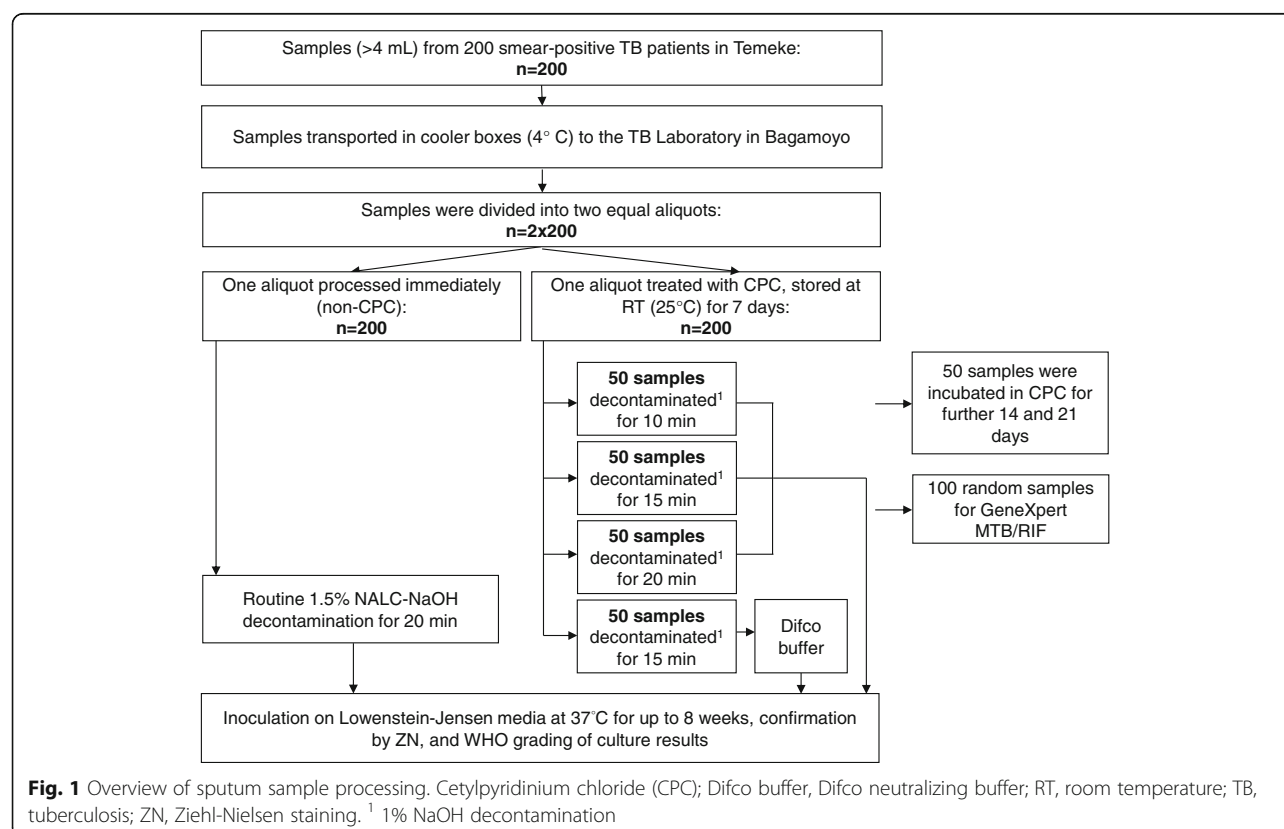 Samples (>4 mL) from 200 smear-positive TB patients in Temeke:
n=200
Samples transported in cooler boxes (4° C) to the TB Laboratory in Bagamoyo
Samples were divided into two equal aliquots:
n=2x200
One aliquot processed immediately
(non-CPC):
n=200
One aliquot treated with CPC, stored at
RT (25°C) for 7 days:
n=200
50 samples
decontaminated¹
for 10 min
50 samples
decontaminated¹
for 15 min
50 samples
decontaminated¹
for 20 min
50 samples
decontaminated¹
for 15 min
50 samples were
incubated in CPC for
further 14 and 21
days
100 random samples
for GeneXpert
MTB/RIF
Routine 1.5% NALC-NaOH
decontamination for 20 min
Difco
buffer
Inoculation on Lowenstein-Jensen media at 37°C for up to 8 weeks, confirmation
by ZN, and WHO grading of culture results
Fig. 1 Overview of sputum sample processing. Cetylpyridinium chloride (CPC); Difco buffer, Difco neutralizing buffer; RT, room temperature; TB,
tuberculosis; ZN, Ziehl-Nielsen staining. ¹ 1% NaOH decontamination